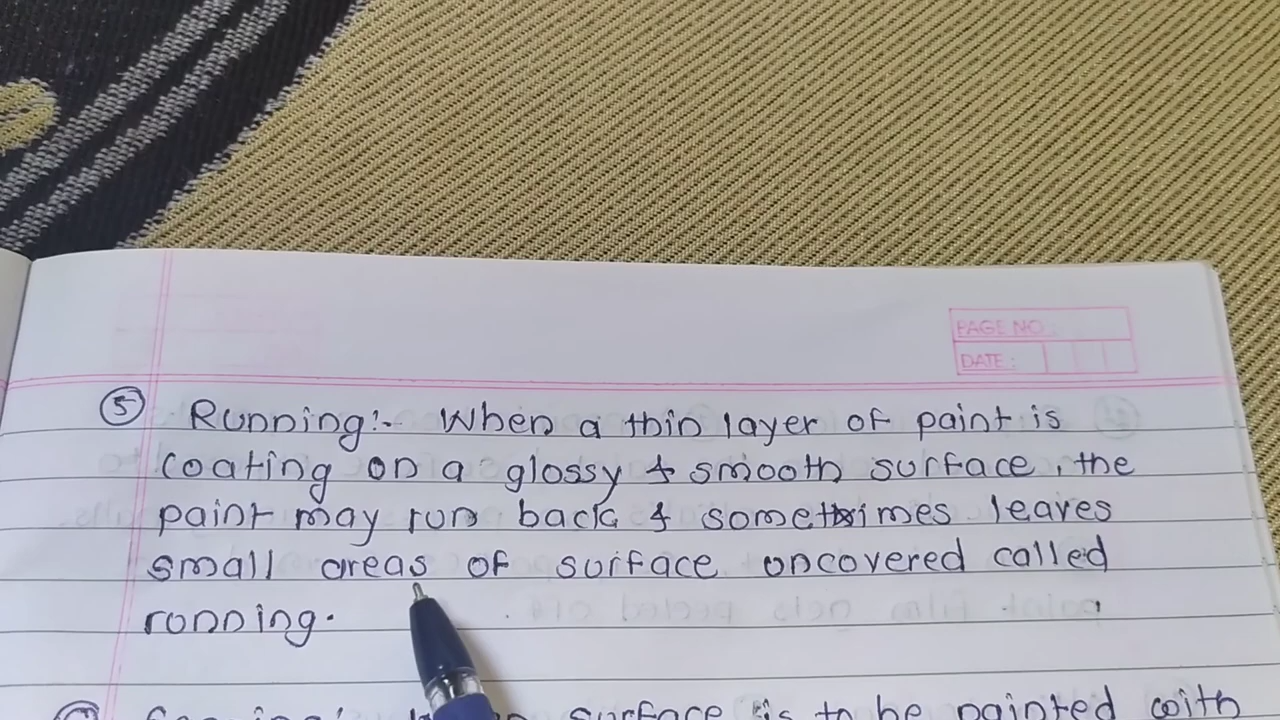 PAGE NO.
DATE:
⑤ Running:- When a thin layer of paint is
coating on a glossy & smooth surface, the
paint may run back & sometimes leaves
small areas of surface uncovered called
running.
surface is to be painted with